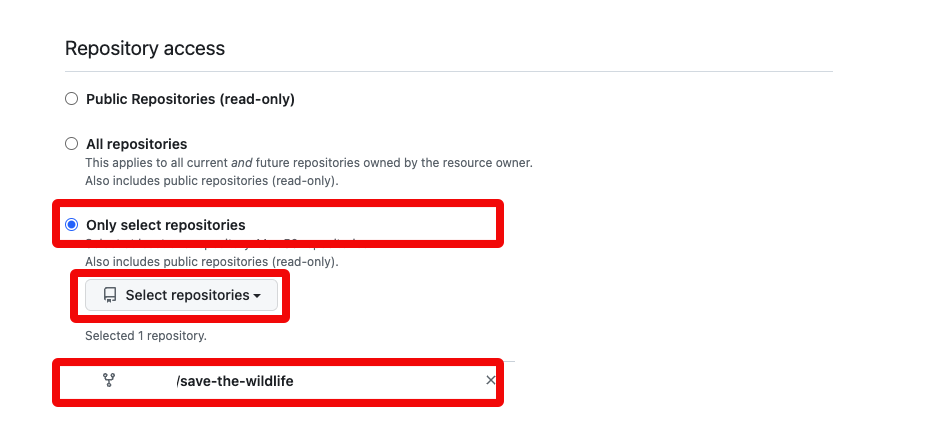 Repository access
Public Repositories (read-only)
All repositories
This applies to all current and future repositories owned by the resource owner.
Also includes public repositories (read-only).
Only select repositories
Also includes public repositories (read-only).
Select repositories
Selected 1 repository.
/save-the-wildlife